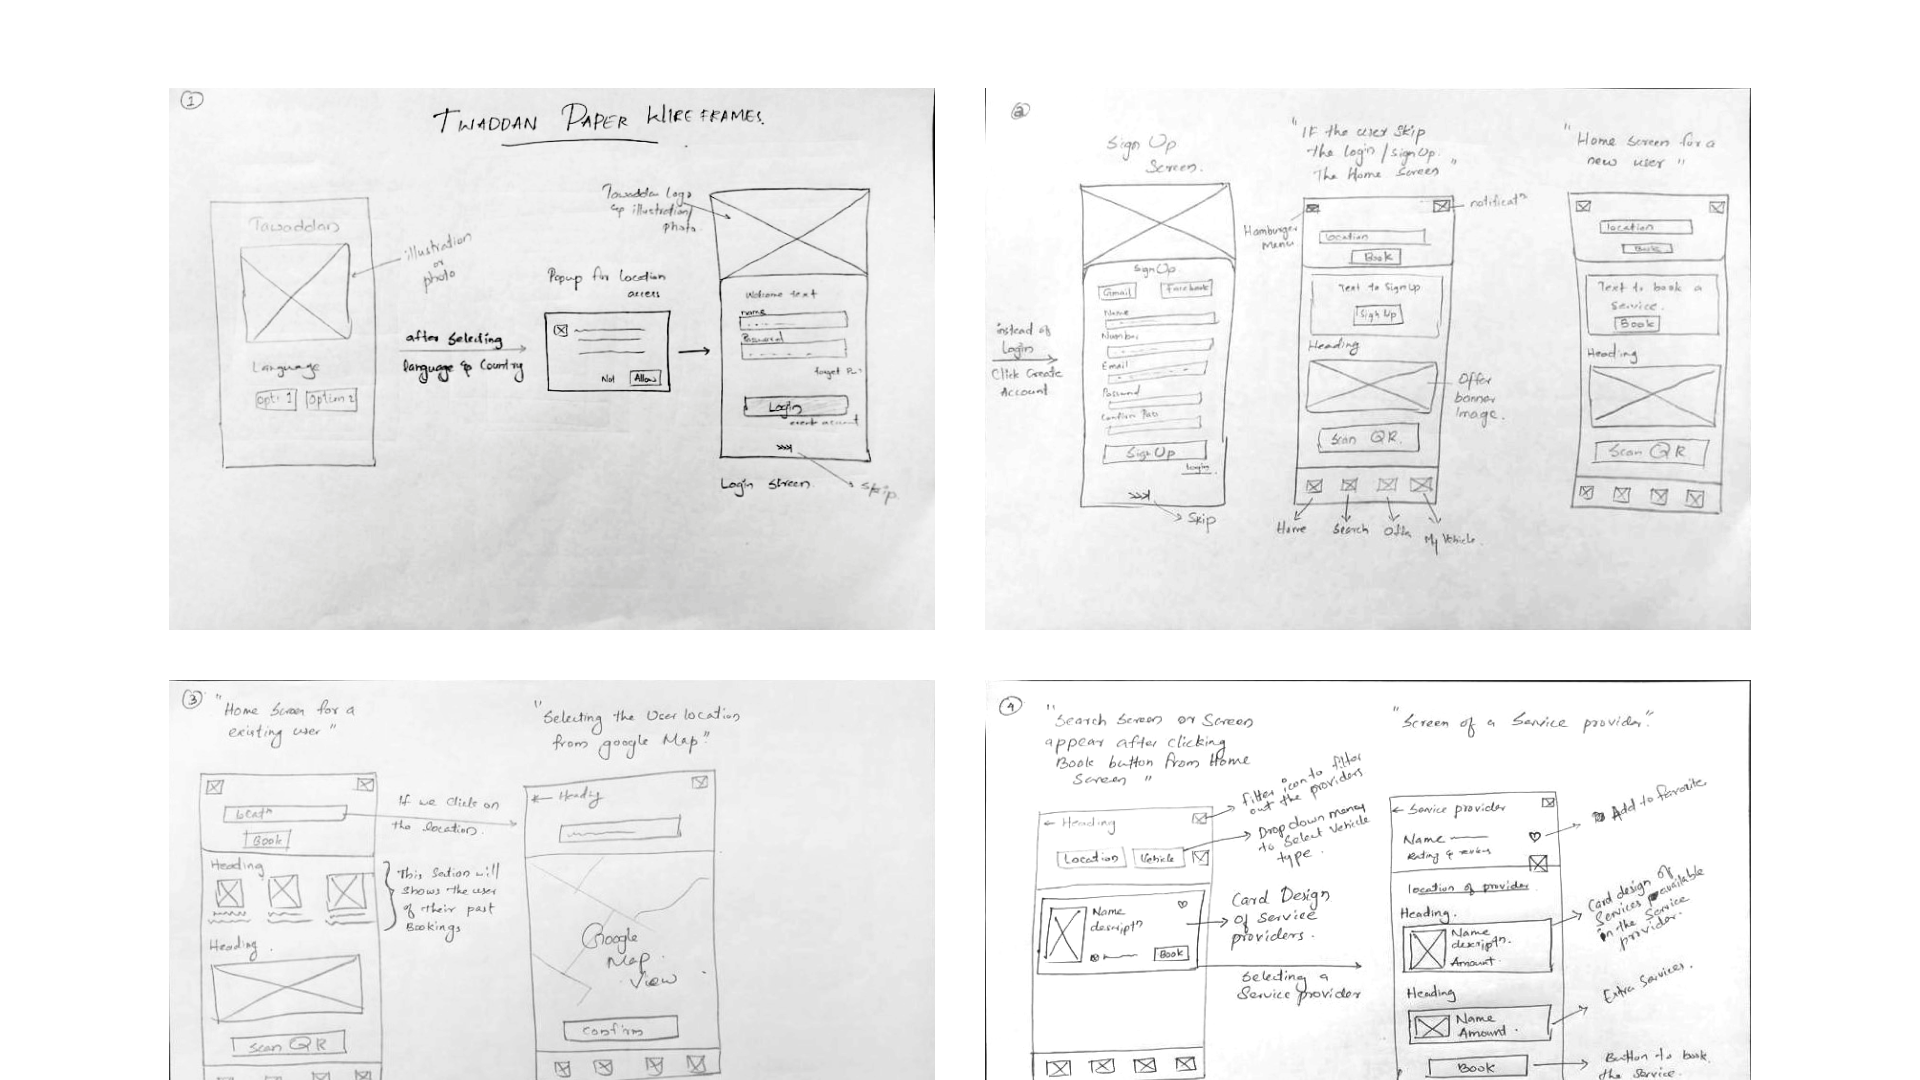 1
TWADDAN PAPER WIREFRAMES.
Tawaddan
illustration
or
photo
Language
opti 1
Option 2
after selecting
language & Country
Popup for location
access
Not
Allow
Tawaddan Logo
& illustration/
photo.
Welcome text
name
Password
forget P
Login
Login Screen.
Skip.
2
Sign Up
Screen.
instead of
Login
Click Create
Account
Sign Up
Gmail
Facebook
Name
Number
Email
Password
Confirm Pass
Sign Up
login
Skip
"IF the user skip
the login / sign Up.
The Home Screen "
Hamburger
menu
notificatn
location
Book
Text to Sign Up
Sign Up
Heading
Offer
banner
Image.
Scan QR.
Home
Search
Offer
My Vehicle.
"Home Screen for a
new user "
location
Book
Text to book a
service.
Book
Heading
Scan QR
3
"Home Screen for a
existing user "
locatn
Book
If we click on
the location.
Heading
This section will
shows the user
of their past
Bookings
Heading.
Scan QR
"Selecting the User location
from google Map."
← Heading
Google
Map.
View
Confirm
4
"Search Screen or Screen
appear after clicking
Book button from Home
Screen "
Filter icon to filter
out the providers
Drop down menu
to select Vehicle
type.
← Heading
Location
Vehicle
Name
descriptn
Book
Card Design
of service
providers.
Selecting a
Service provider
"Screen of a Service provider".
← Service provider
Name
Rating & reviews
Add to favorite
location of provider
Heading.
Name
descriptn.
Amount.
Card design of
Services available
in the Service
provider.
Heading
Name
Amount.
Extra Services.
Book
Button to book
the service.